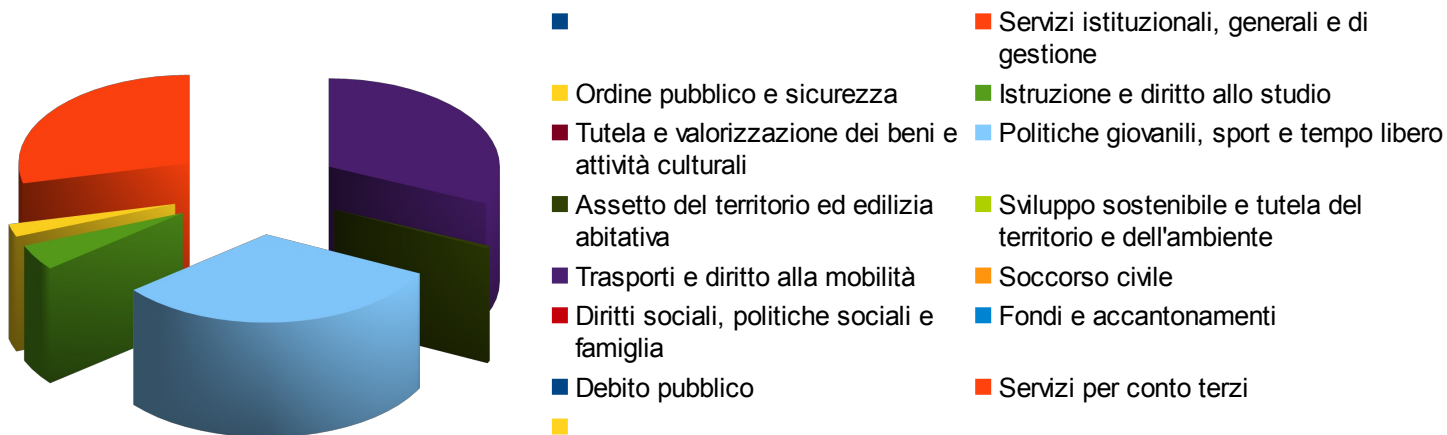 Servizi istituzionali, generali e di
gestione
Ordine pubblico e sicurezza
Istruzione e diritto allo studio
Tutela e valorizzazione dei beni e
attività culturali
Politiche giovanili, sport e tempo libero
Assetto del territorio ed edilizia
abitativa
Sviluppo sostenibile e tutela del
territorio e dell'ambiente
Trasporti e diritto alla mobilità
Soccorso civile
Diritti sociali, politiche sociali e
famiglia
Fondi e accantonamenti
Debito pubblico
Servizi per conto terzi